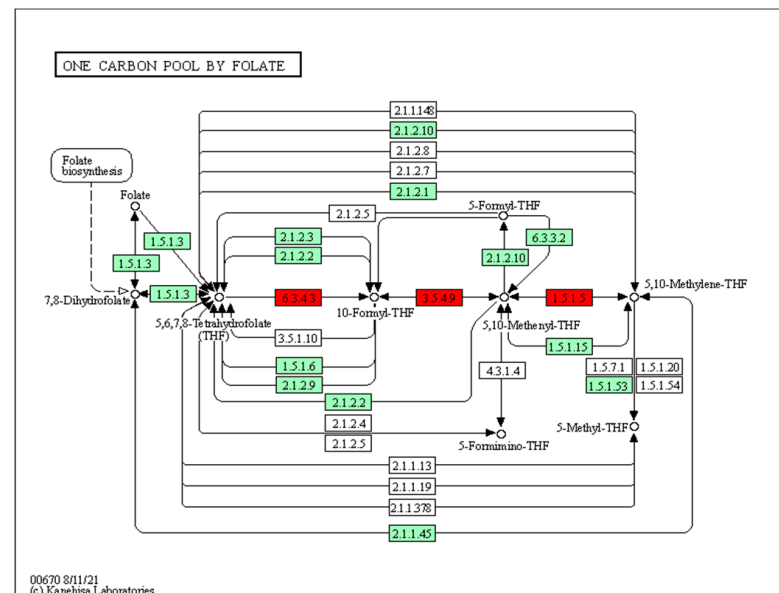 ONE CARBON POOL BY FOLATE
2.1.1.148
2.1.2.10
2.1.2.8
2.1.2.7
2.1.2.1
Folate
biosynthesis
Folate
1.5.1.3
1.5.1.3
1.5.1.3
7,8-Dihydrofolate
5,6,7,8-Tetrahydrofolate
(THF)
2.1.2.5
2.1.2.3
2.1.2.2
5-Formyl-THF
6.3.3.2
2.1.2.10
6.3.4.3
10-Formyl-THF
3.5.4.9
5,10-Methenyl-THF
1.5.1.5
5,10-Methylene-THF
3.5.1.10
1.5.1.6
2.1.2.9
2.1.2.2
2.1.2.4
2.1.2.5
4.3.1.4
5-Formimino-THF
1.5.1.15
1.5.7.1
1.5.1.20
1.5.1.53
1.5.1.54
5-Methyl-THF
2.1.1.13
2.1.1.19
2.1.1.378
2.1.1.45
00670 8/11/21
(c) Kanehisa Laboratories